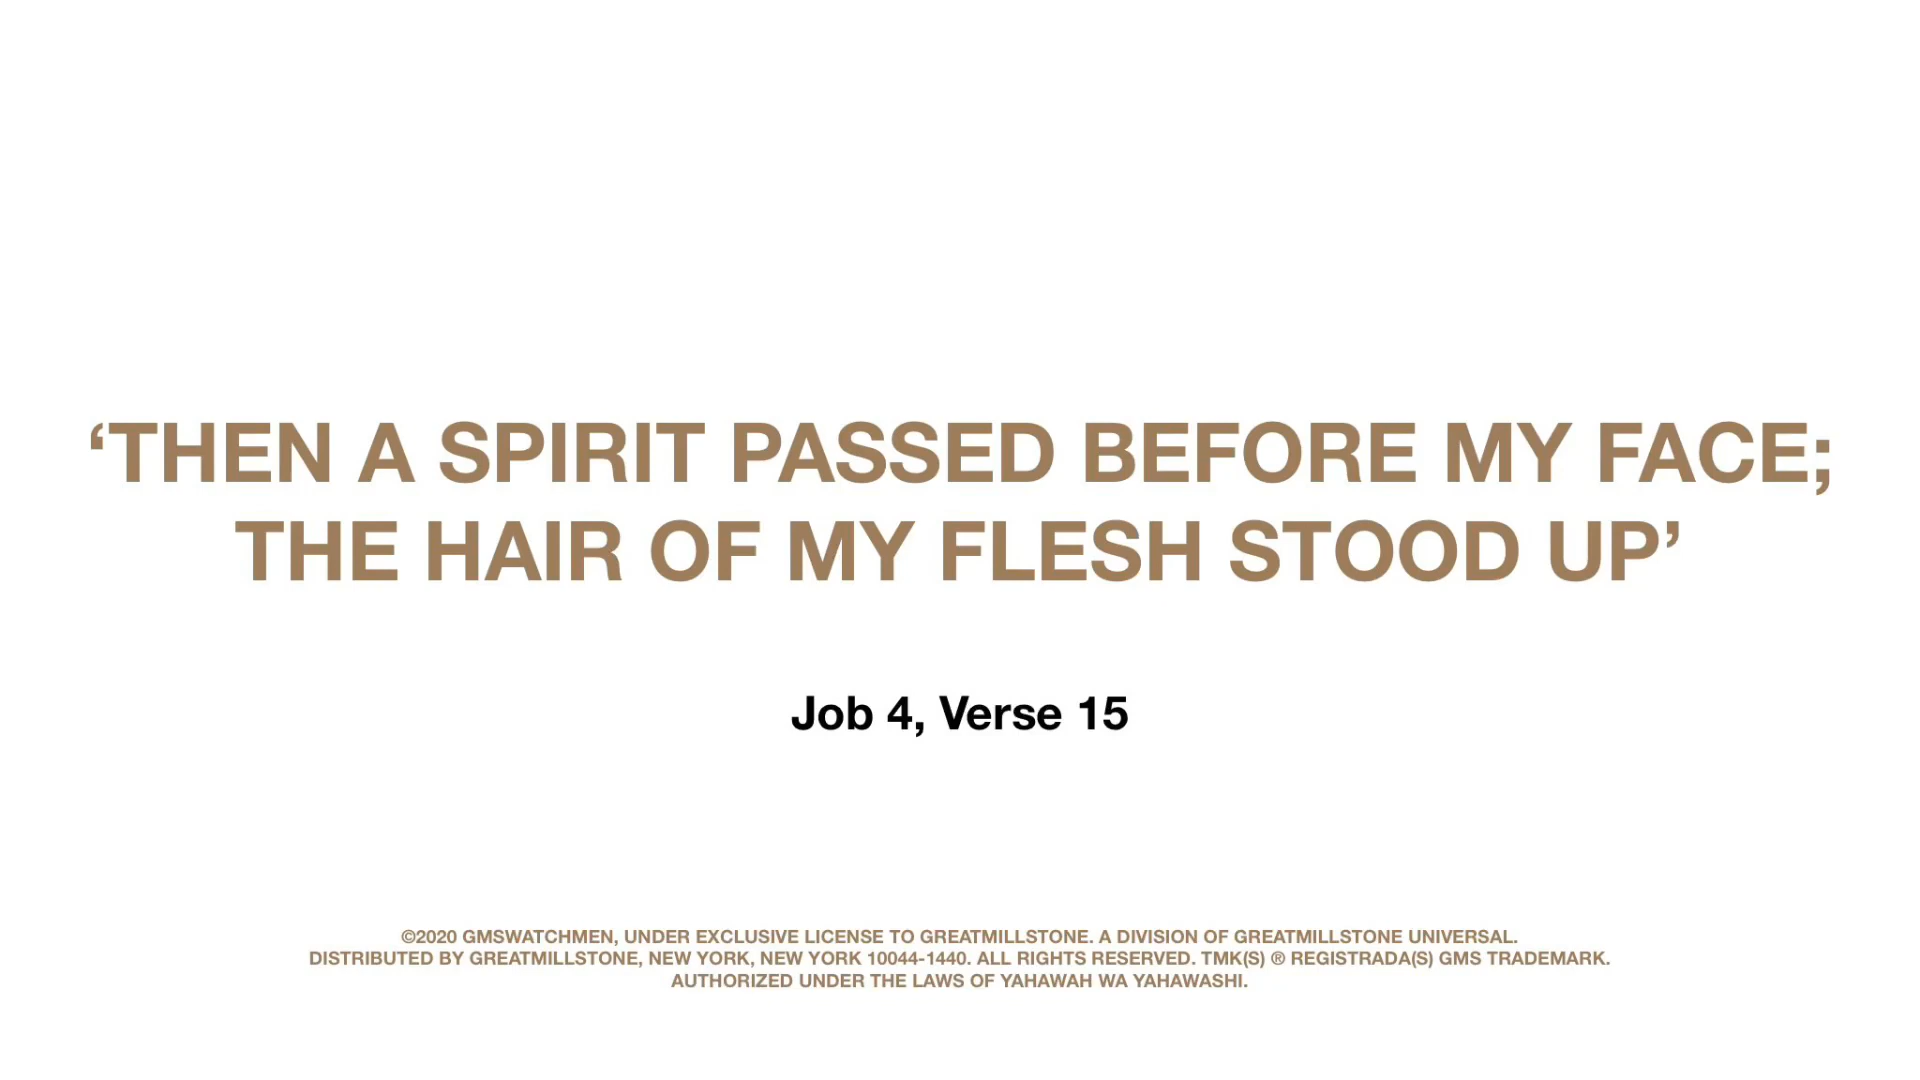 ‘THEN A SPIRIT PASSED BEFORE MY FACE;
THE HAIR OF MY FLESH STOOD UP’
Job 4, Verse 15
©2020 GMSWATCHMEN, UNDER EXCLUSIVE LICENSE TO GREATMILLSTONE. A DIVISION OF GREATMILLSTONE UNIVERSAL.
DISTRIBUTED BY GREATMILLSTONE, NEW YORK, NEW YORK 10044-1440. ALL RIGHTS RESERVED. TMK(S) ® REGISTRADA(S) GMS TRADEMARK.
AUTHORIZED UNDER THE LAWS OF YAHAWAH WA YAHAWASHI.